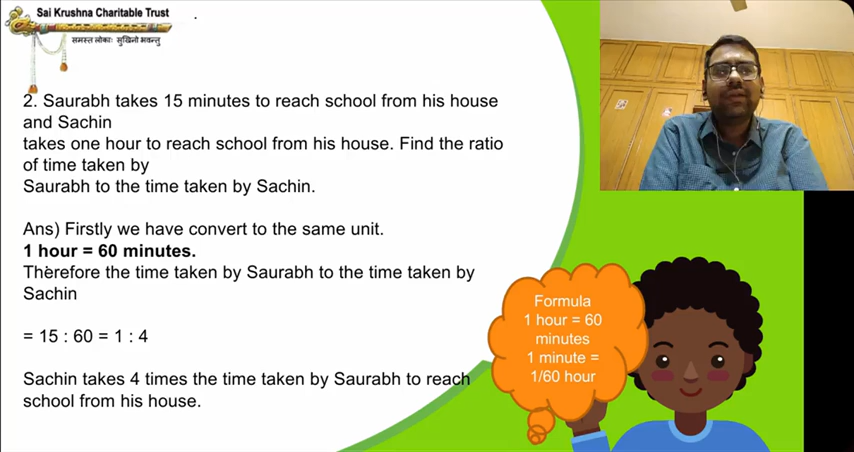 Sai Krushna Charitable Trust
समस्त लोकाः सुखिनो भवन्तु
2. Saurabh takes 15 minutes to reach school from his house
and Sachin
takes one hour to reach school from his house. Find the ratio
of time taken by
Saurabh to the time taken by Sachin.
Ans) Firstly we have convert to the same unit.
1 hour = 60 minutes.
Therefore the time taken by Saurabh to the time taken by
Sachin
= 15 : 60 = 1 : 4
Sachin takes 4 times the time taken by Saurabh to reach
school from his house.
Formula
1 hour = 60
minutes
1 minute =
1/60 hour